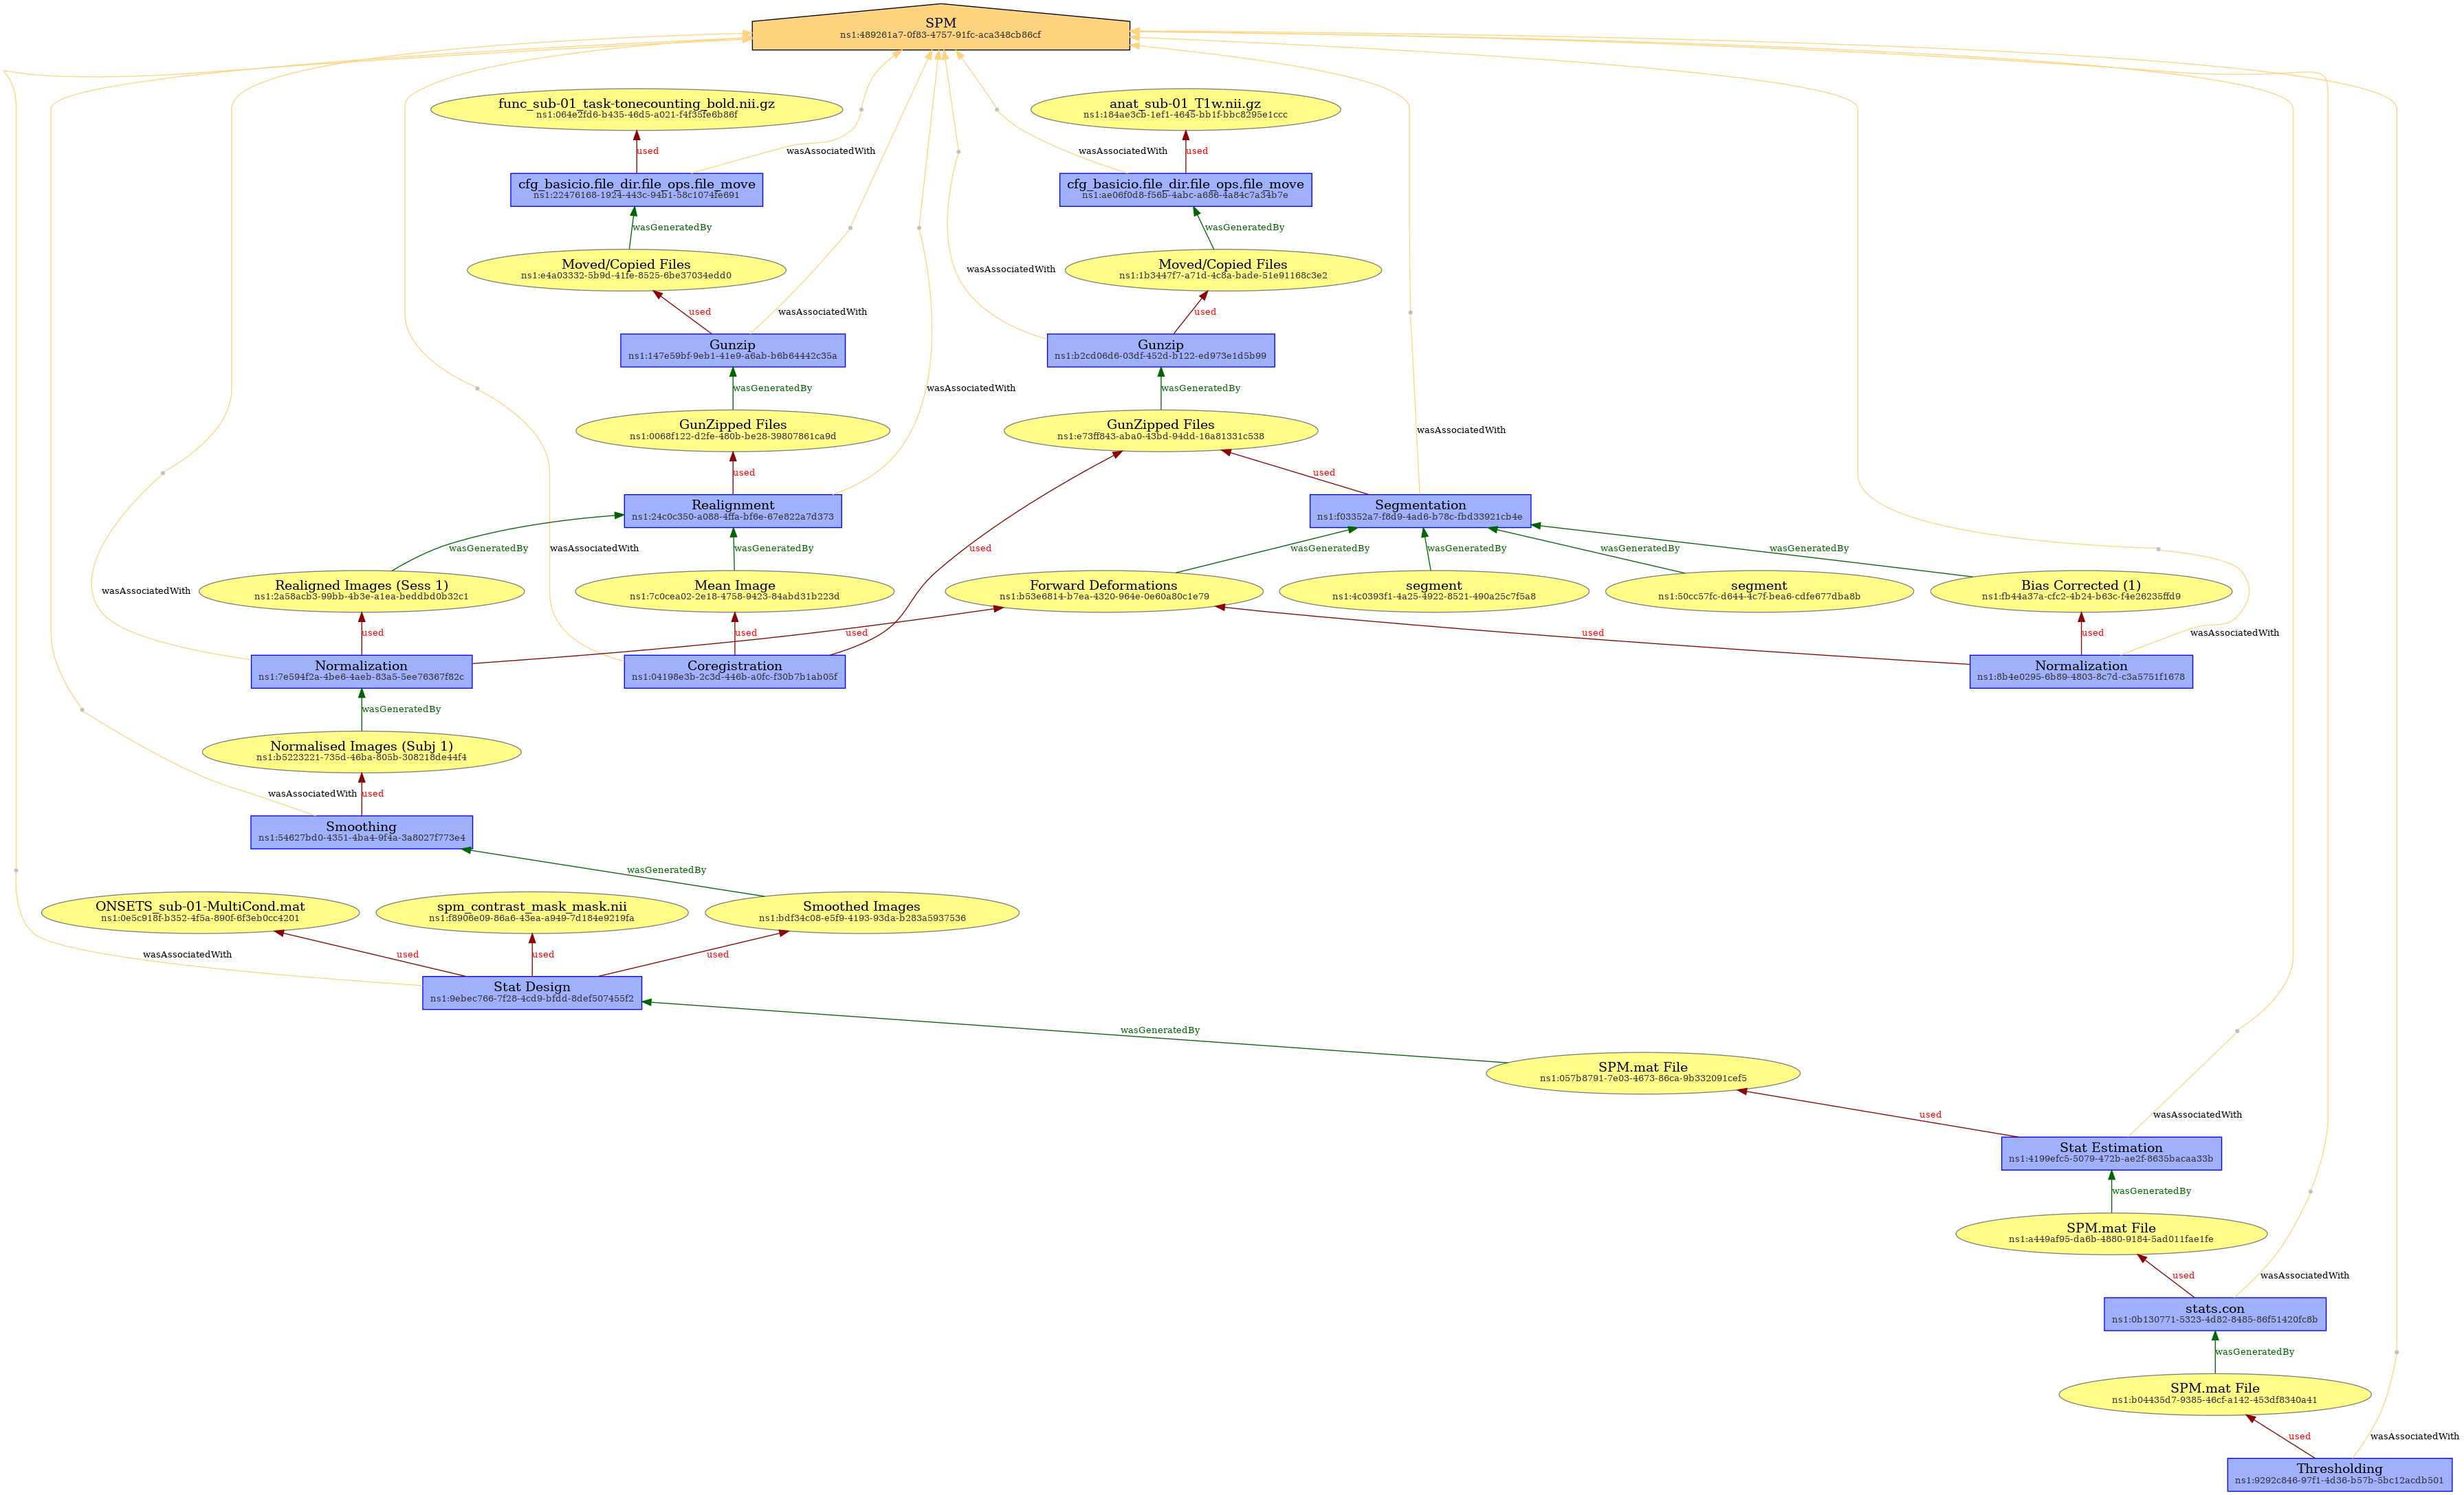 SPM
ns1:489261a7-0f83-4757-91fc-aca348cb86cf
func_sub-01_task-tonecounting_bold.nii.gz
ns1:064e2fd6-b435-46d5-a021-f4f35fe6b86f
anat_sub-01_T1w.nii.gz
ns1:184ae3cb-1ef1-4645-bb1f-bbc8295e1ccc
used
wasAssociatedWith
wasAssociatedWith
used
cfg_basicio.file_dir.file_ops.file_move
ns1:22476168-1924-443c-94b1-58c1074fe691
cfg_basicio.file_dir.file_ops.file_move
ns1:ae06f0d8-f56b-4abc-a686-4a84c7a34b7e
wasGeneratedBy
wasGeneratedBy
Moved/Copied Files
ns1:e4a03332-5b9d-41fe-8525-6be37034edd0
wasAssociatedWith
Moved/Copied Files
ns1:1b3447f7-a71d-4c8a-bade-51e91168c3e2
used
wasAssociatedWith
used
Gunzip
ns1:147e59bf-9eb1-41e9-a6ab-b6b64442c35a
Gunzip
ns1:b2cd06d6-03df-452d-b122-ed973e1d5b99
wasGeneratedBy
wasAssociatedWith
wasGeneratedBy
GunZipped Files
ns1:0068f122-d2fe-480b-be28-39807861ca9d
GunZipped Files
ns1:e73ff843-aba0-43bd-94dd-16a81331c538
wasAssociatedWith
used
used
Realignment
ns1:24c0c350-a088-4ffa-bf6e-67e822a7d373
Segmentation
ns1:f03352a7-f8d9-4ad6-b78c-fbd33921cb4e
wasGeneratedBy
wasAssociatedWith
wasGeneratedBy
used
wasGeneratedBy
wasGeneratedBy
wasGeneratedBy
wasGeneratedBy
Realigned Images (Sess 1)
ns1:2a58acb3-99bb-4b3e-a1ea-beddbd0b32c1
Mean Image
ns1:7c0cea02-2e18-4758-9423-84abd31b223d
Forward Deformations
ns1:b53e6814-b7ea-4320-964e-0e60a80c1e79
segment
ns1:4c0393f1-4a25-4922-8521-490a25c7f5a8
segment
ns1:50cc57fc-d644-4c7f-bea6-cdfe677dba8b
Bias Corrected (1)
ns1:fb44a37a-cfc2-4b24-b63c-f4e26235ffd9
wasAssociatedWith
used
used
used
used
used
wasAssociatedWith
Normalization
ns1:7e594f2a-4be6-4aeb-83a5-5ee76367f82c
Coregistration
ns1:04198e3b-2c3d-446b-a0fc-f30b7b1ab05f
Normalization
ns1:8b4e0295-6b89-4803-8c7d-c3a5751f1678
wasGeneratedBy
Normalised Images (Subj 1)
ns1:b5223221-735d-46ba-805b-308218de44f4
wasAssociatedWith
used
Smoothing
ns1:54627bd0-4351-4ba4-9f4a-3a8027f773e4
wasGeneratedBy
ONSETS_sub-01-MultiCond.mat
ns1:0e5c918f-b352-4f5a-890f-6f3eb0cc4201
spm_contrast_mask_mask.nii
ns1:f8906e09-86a6-43ea-a949-7d184e9219fa
Smoothed Images
ns1:bdf34c08-e5f9-4193-93da-b283a5937536
wasAssociatedWith
used
used
used
Stat Design
ns1:9ebec766-7f28-4cd9-bfdd-8def507455f2
wasGeneratedBy
SPM.mat File
ns1:057b8791-7e03-4673-86ca-9b332091cef5
used
wasAssociatedWith
Stat Estimation
ns1:4199efc5-5079-472b-ae2f-8635bacaa33b
wasGeneratedBy
SPM.mat File
ns1:a449af95-da6b-4880-9184-5ad011fae1fe
used
wasAssociatedWith
stats.con
ns1:0b130771-5323-4d82-8485-86f51420fc8b
wasGeneratedBy
SPM.mat File
ns1:b04435d7-9385-46cf-a142-453df8340a41
used
wasAssociatedWith
Thresholding
ns1:9292c846-97f1-4d36-b57b-5bc12acdb501